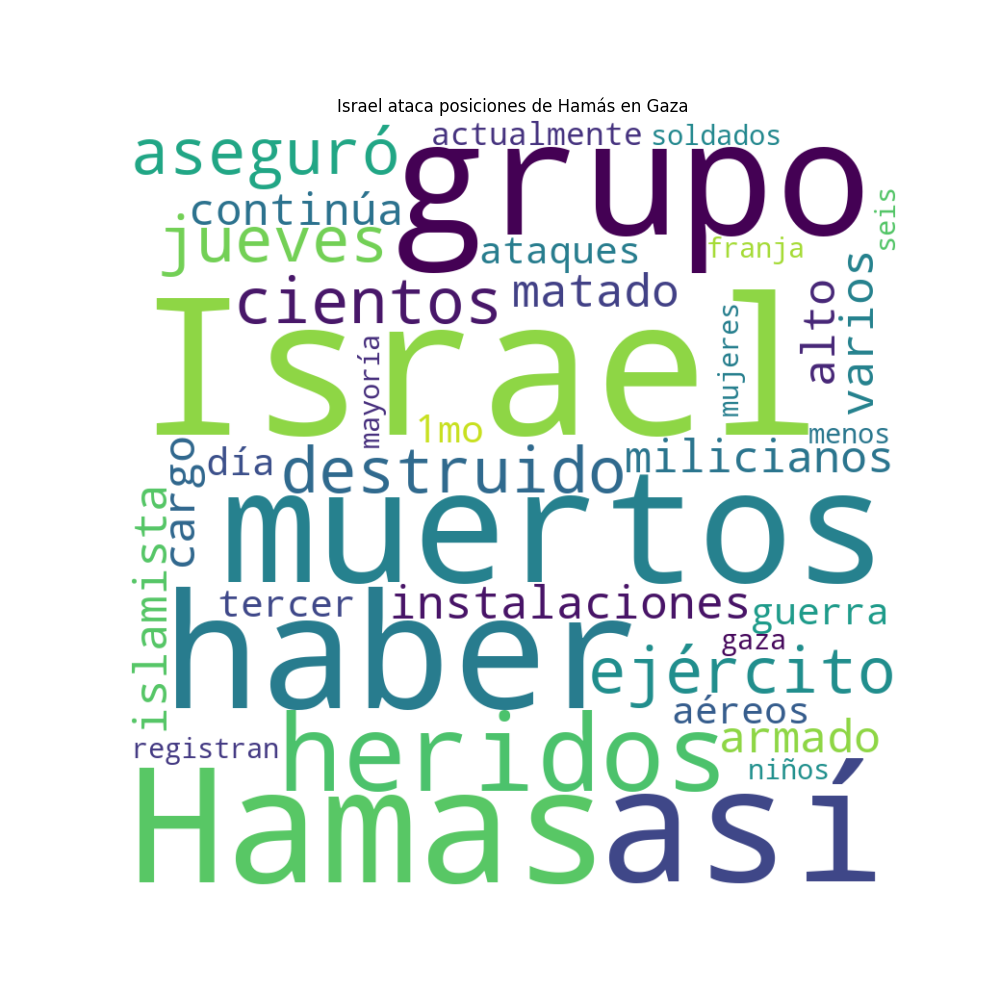 Israel ataca posiciones de Hamás en Gaza
actualmente
soldados
aseguró
grupo
continúa
seis
jueves
ataques
franja
cientos
matado
alto
varios
Israel
mayoría
mujeres
1mo
menos
cargo
día
destruido
milicianos
muertos
islamista
tercer
haber
instalaciones
guerra
gaza
ejército
aéreos
registran
heridos
armado
niños
Hamas
así